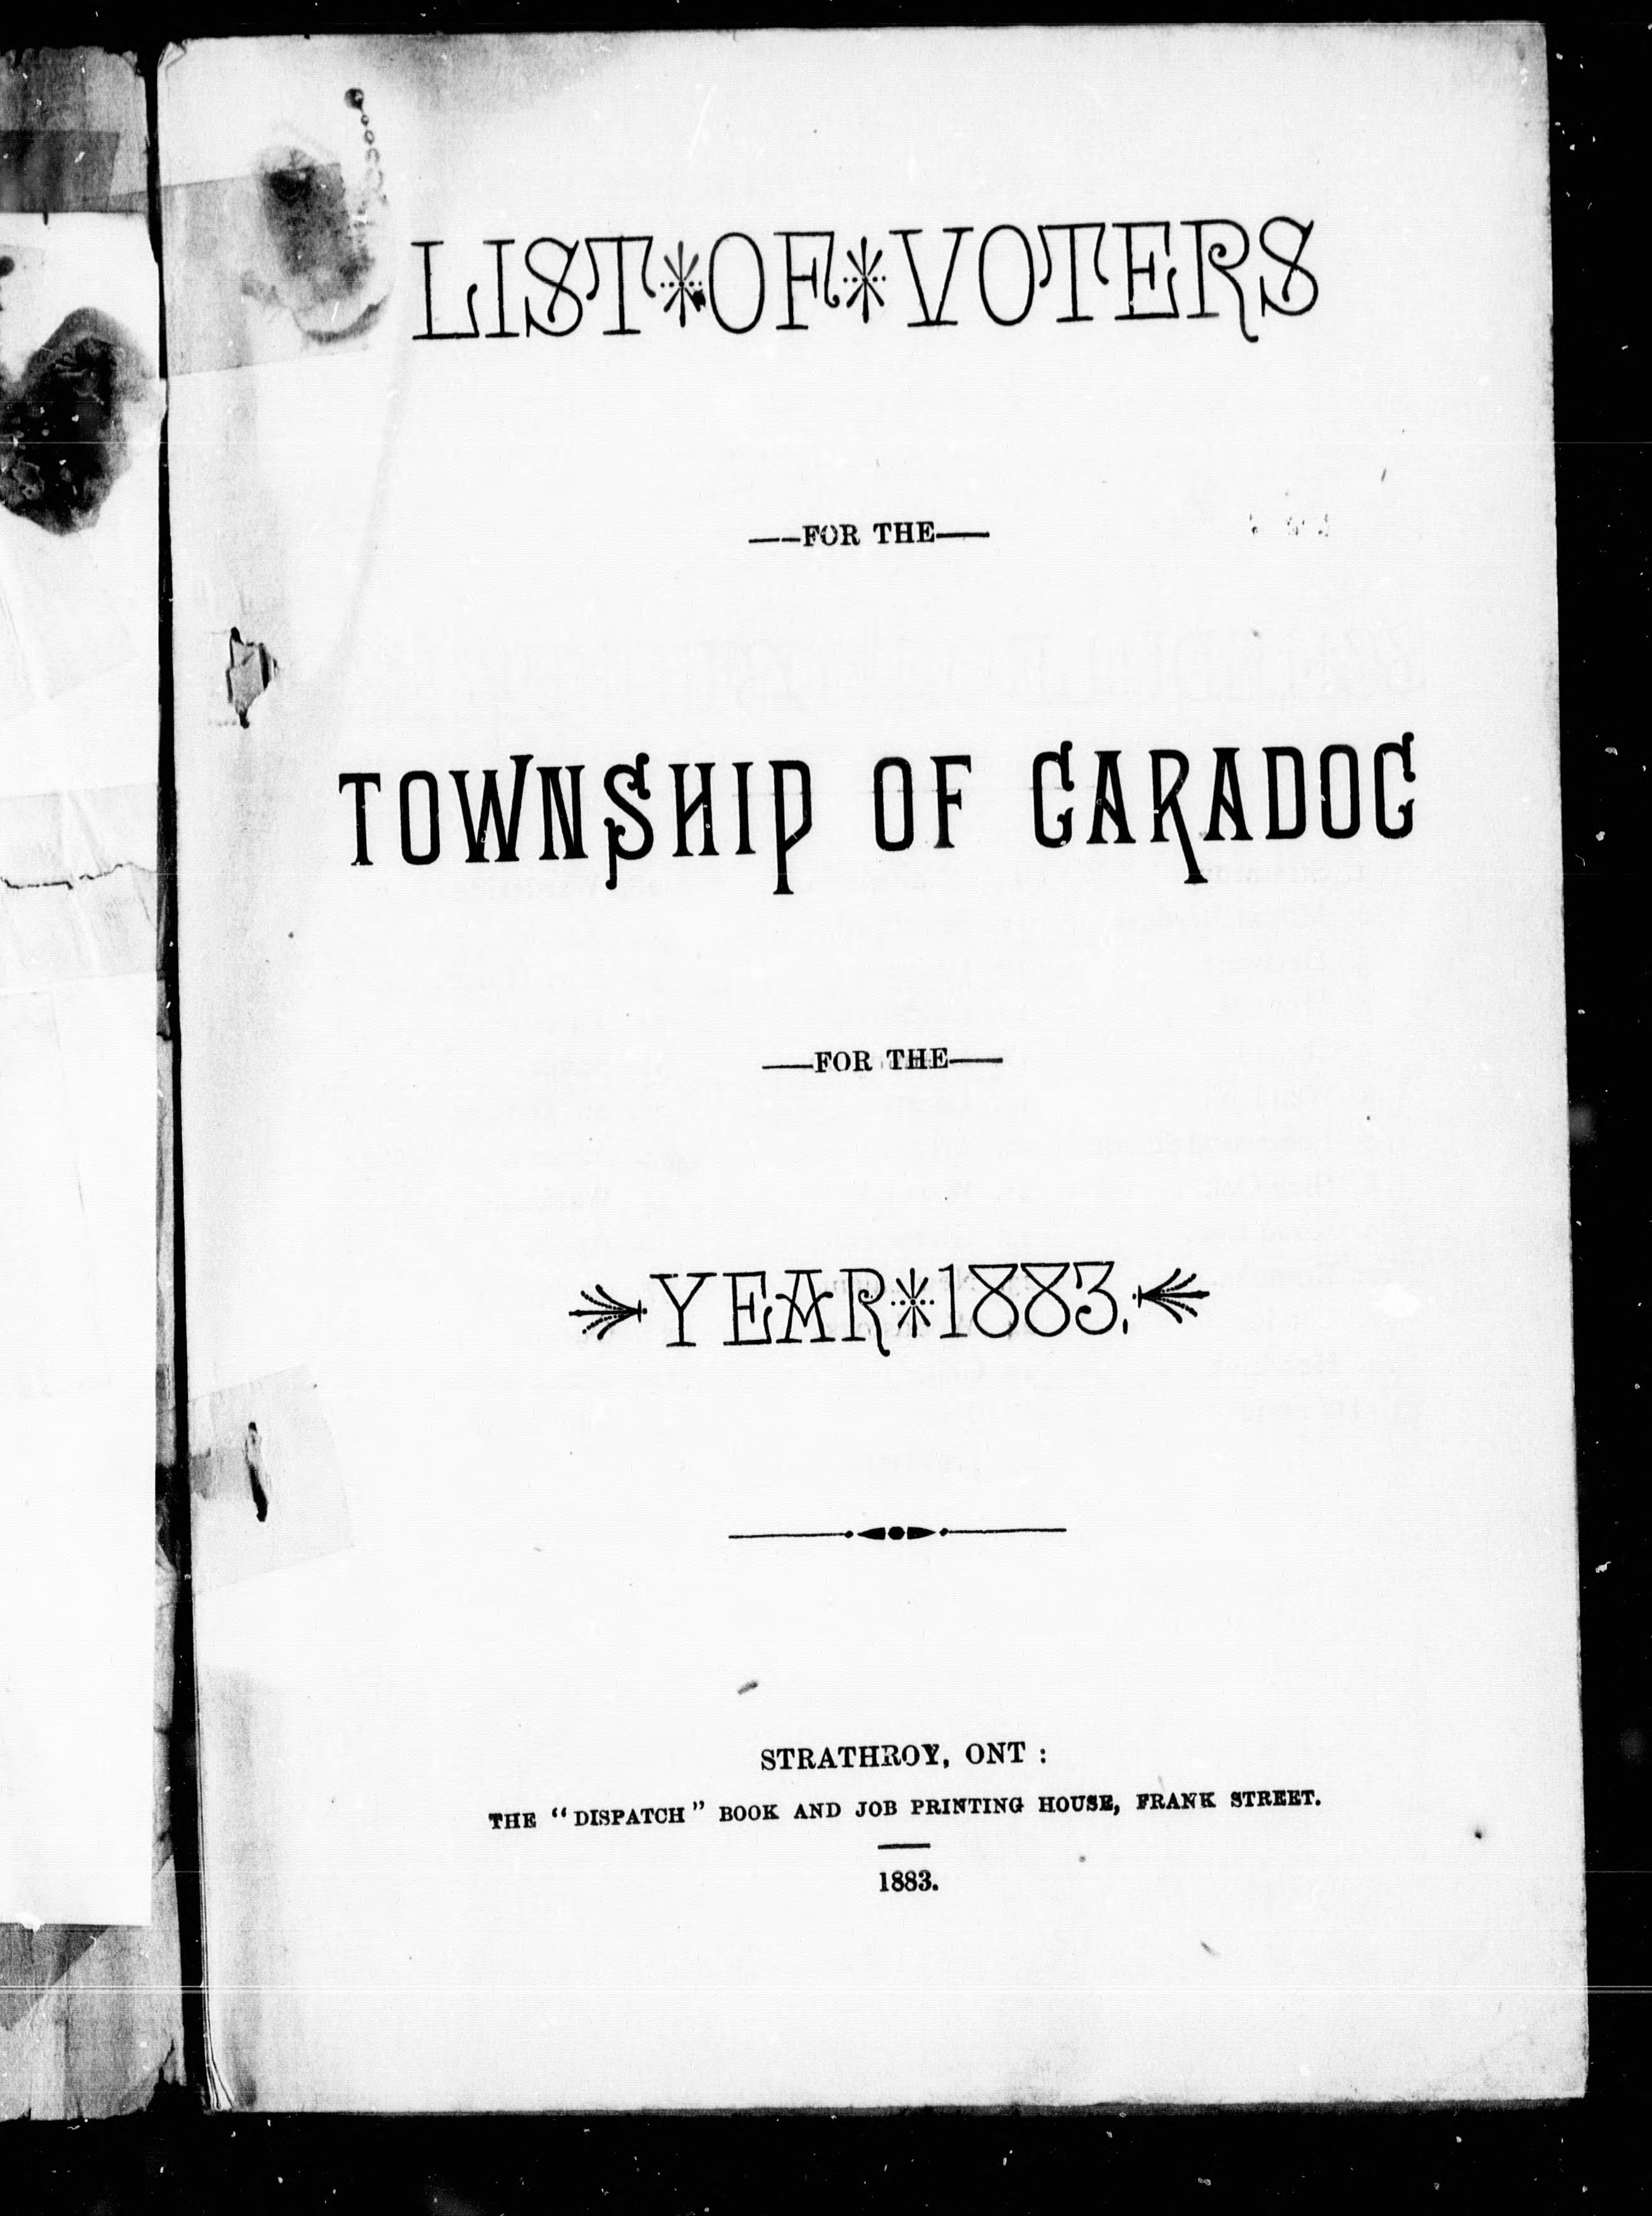 LIST OF VOTERS
——FOR THE——
TOWNSHIP OF CARADOC
——FOR THE——
YEAR 1883.
STRATHROY, ONT :
THE "DISPATCH" BOOK AND JOB PRINTING HOUSE, FRANK STREET.
1883.